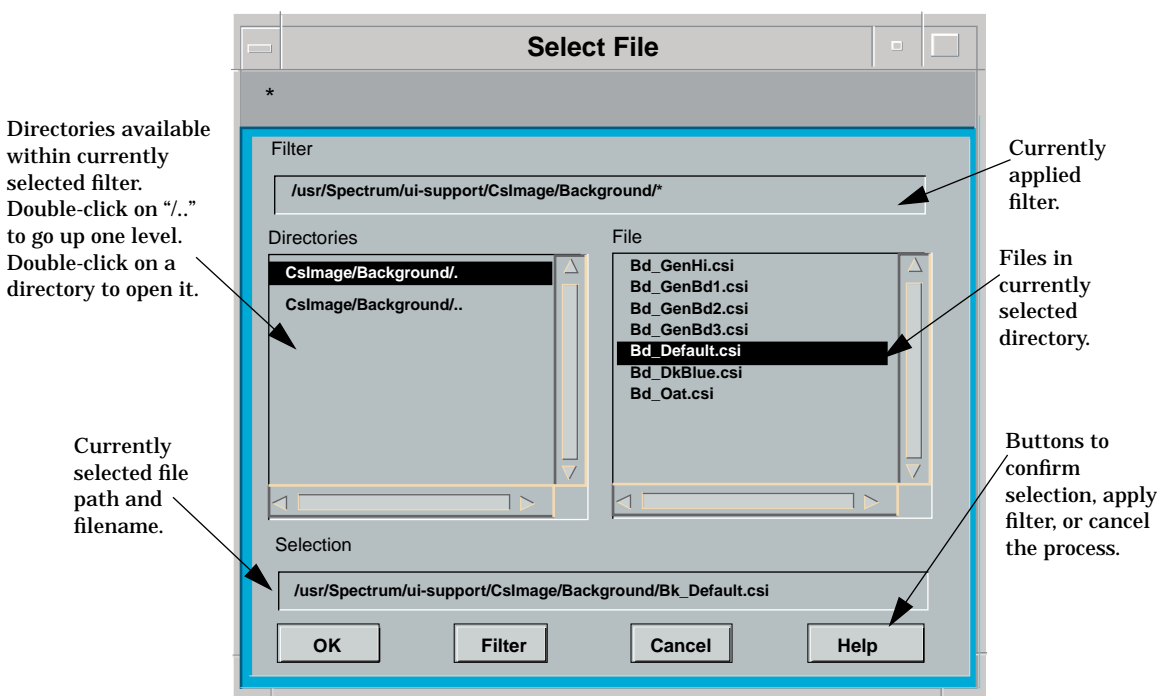 Select File
*
Directories available
within currently
selected filter.
Double-click on “/..”
to go up one level.
Double-click on a
directory to open it.
Filter
/usr/Spectrum/ui-support/CsImage/Background/*
Currently
applied
filter.
Directories
CsImage/Background/.
CsImage/Background/..
File
Bd_GenHi.csi
Bd_GenBd1.csi
Bd_GenBd2.csi
Bd_GenBd3.csi
Bd_Default.csi
Bd_DkBlue.csi
Bd_Oat.csi
Files in
currently
selected
directory.
Currently
selected file
path and
filename.
Buttons to
confirm
selection, apply
filter, or cancel
the process.
Selection
/usr/Spectrum/ui-support/CsImage/Background/Bk_Default.csi
OK
Filter
Cancel
Help